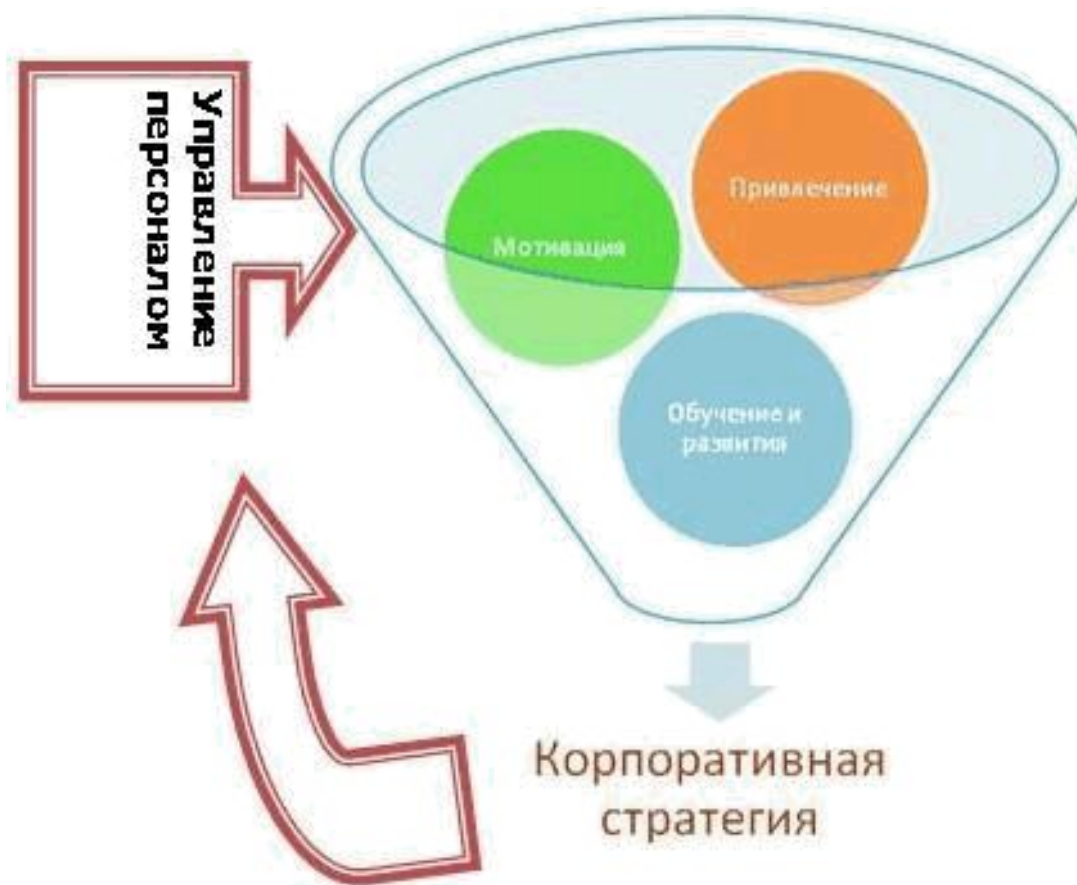 Управление
персоналом
Привлечение
Мотивация
Обучение и
развития
Корпоративная
стратегия